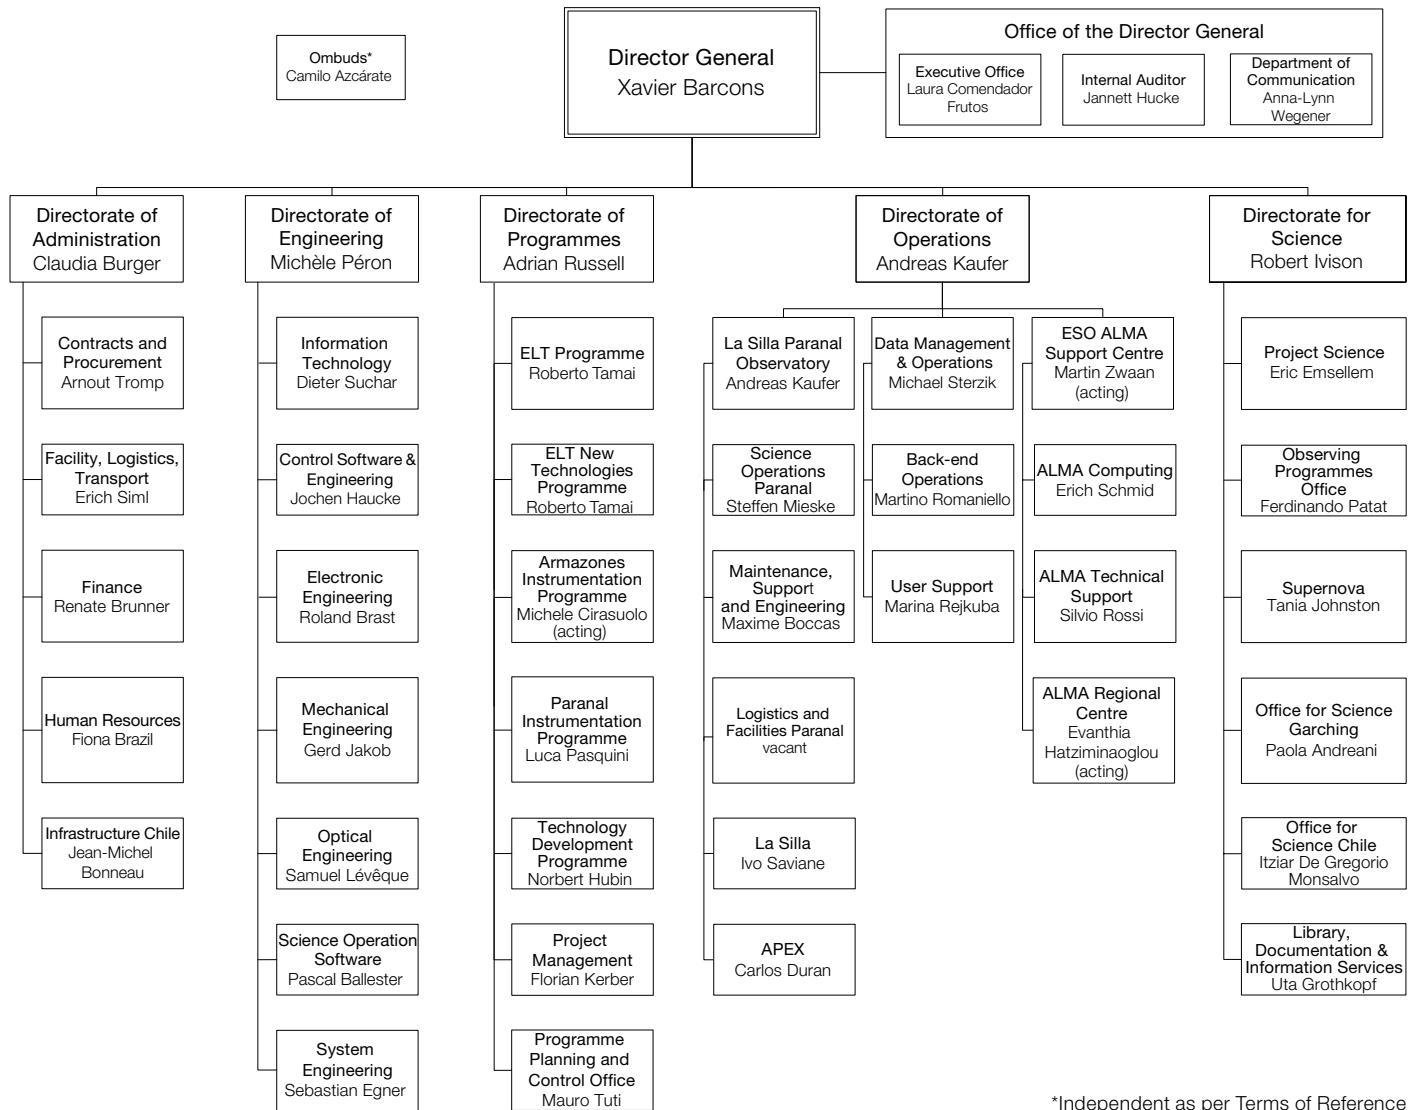 Ombuds*
Camilo Azcárate
Director General
Xavier Barcons
Office of the Director General
Executive Office
Laura Comendador
Frutos
Internal Auditor
Jannett Hucke
Department of
Communication
Anna-Lynn
Wegener
Directorate of
Administration
Claudia Burger
Directorate of
Engineering
Michèle Péron
Directorate of
Programmes
Adrian Russell
Directorate of
Operations
Andreas Kaufer
Directorate for
Science
Robert Ivison
Contracts and
Procurement
Arnout Tromp
Facility, Logistics,
Transport
Erich Siml
Finance
Renate Brunner
Human Resources
Fiona Brazil
Infrastructure Chile
Jean-Michel
Bonneau
Information
Technology
Dieter Suchar
Control Software &
Engineering
Jochen Haucke
Electronic
Engineering
Roland Brast
Mechanical
Engineering
Gerd Jakob
Optical
Engineering
Samuel Lévêque
Science Operation
Software
Pascal Ballester
System
Engineering
Sebastian Egner
ELT Programme
Roberto Tamai
ELT New
Technologies
Programme
Roberto Tamai
Armazones
Instrumentation
Programme
Michele Cirasuolo
(acting)
Paranal
Instrumentation
Programme
Luca Pasquini
Technology
Development
Programme
Norbert Hubin
Project
Management
Florian Kerber
Programme
Planning and
Control Office
Mauro Tuti
La Silla Paranal
Observatory
Andreas Kaufer
Science
Operations
Paranal
Steffen Mieske
Maintenance,
Support
and Engineering
Maxime Boccas
Logistics and
Facilities Paranal
vacant
La Silla
Ivo Saviane
APEX
Carlos Duran
Data Management
& Operations
Michael Sterzik
Back-end
Operations
Martino Romaniello
User Support
Marina Rejkuba
ESO ALMA
Support Centre
Martin Zwaan
(acting)
ALMA Computing
Erich Schmid
ALMA Technical
Support
Silvio Rossi
ALMA Regional
Centre
Evanthia
Hatziminaoglou
(acting)
Project Science
Eric Emsellem
Observing
Programmes
Office
Ferdinando Patat
Supernova
Tania Johnston
Office for Science
Garching
Paola Andreani
Office for
Science Chile
Itziar De Gregorio
Monsalvo
Library,
Documentation &
Information Services
Uta Grothkopf
*Independent as per Terms of Reference